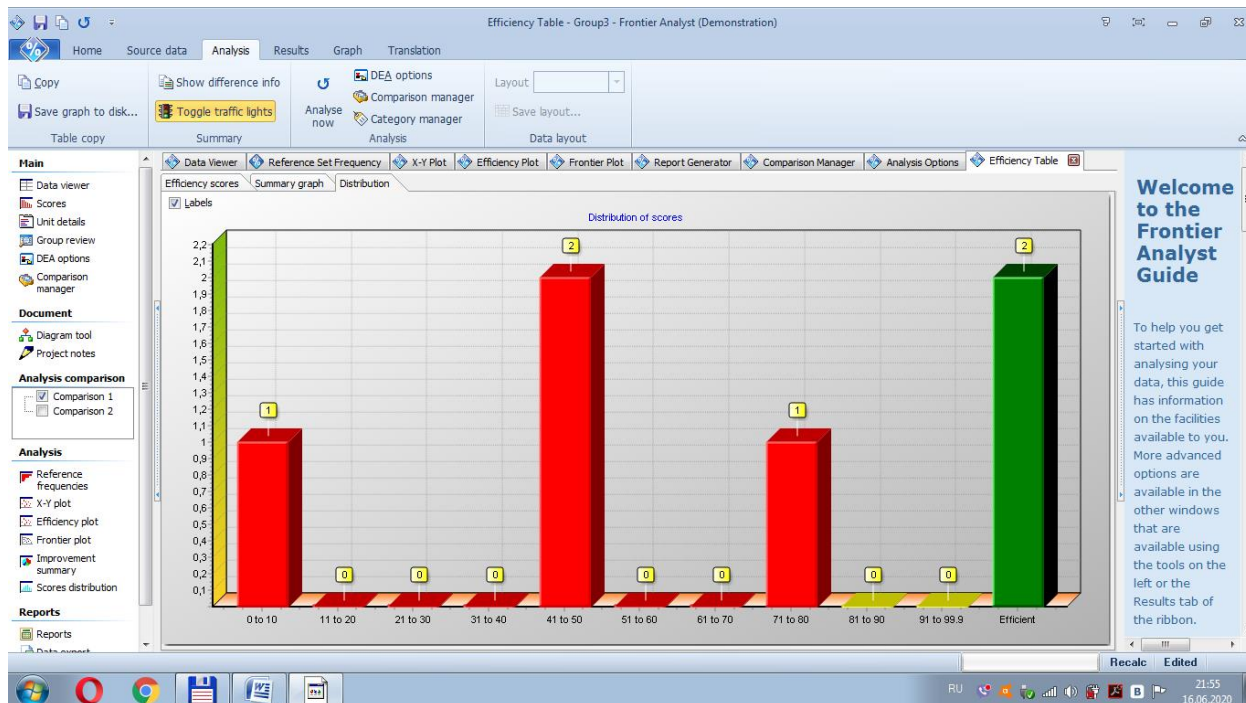 Efficiency Table - Group3 - Frontier Analyst (Demonstration)
Home Source data Analysis Results Graph Translation
Copy
Save graph to disk...
Table copy
Show difference info
Toggle traffic lights
Summary
Analyse now
DEA options
Comparison manager
Category manager
Analysis
Layout
Save layout...
Data layout
Main
Data viewer
Scores
Unit details
Group review
DEA options
Comparison
manager
Document
Diagram tool
Project notes
Analysis comparison
Comparison 1
Comparison 2
Analysis
Reference
frequencies
X-Y plot
Efficiency plot
Frontier plot
Improvement
summary
Scores distribution
Reports
Reports
Data export
Data Viewer Reference Set Frequency X-Y Plot Efficiency Plot Frontier Plot Report Generator Comparison Manager Analysis Options Efficiency Table
Efficiency scores Summary graph Distribution
Labels
Distribution of scores
2,2
2,1
2
1,9
1,8
1,7
1,6
1,5
1,4
1,3
1,2
1,1
1
0,9
0,8
0,7
0,6
0,5
0,4
0,3
0,2
0,1
1 0 0 0 2 0 0 1 0 0 2
0 to 10 11 to 20 21 to 30 31 to 40 41 to 50 51 to 60 61 to 70 71 to 80 81 to 90 91 to 99.9 Efficient
Welcome
to the
Frontier
Analyst
Guide
To help you get
started with
analysing your
data, this guide
has information
on the facilities
available to you.
More advanced
options are
available in the
other windows
that are
available using
the tools on the
left or the
Results tab of
the ribbon.
Recalc Edited
RU
21:55
16.06.2020